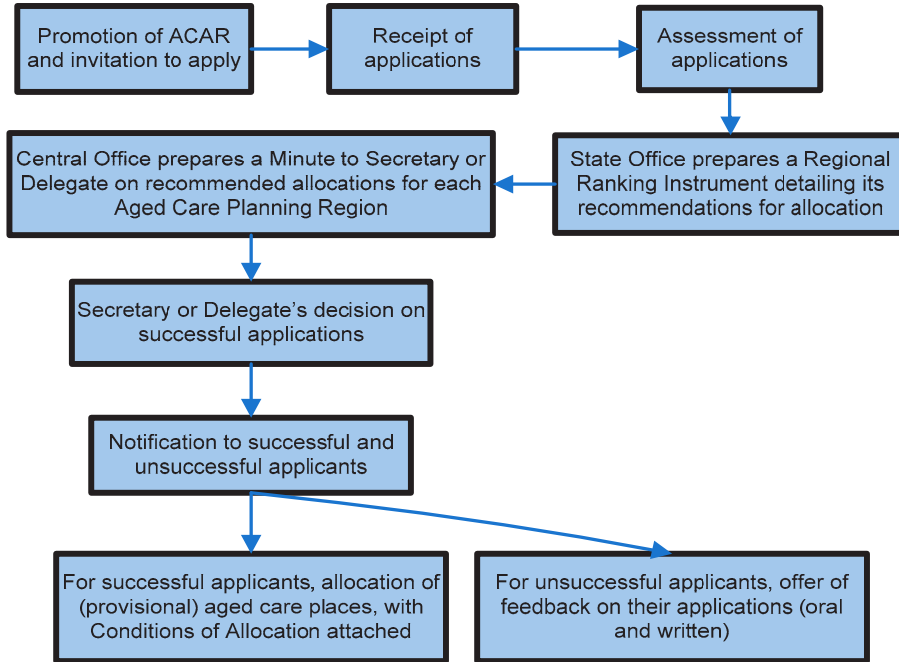 Promotion of ACAR
and invitation to apply
Receipt of
applications
Assessment of
applications
State Office prepares a Regional
Ranking Instrument detailing its
recommendations for allocation
Central Office prepares a Minute to Secretary or
Delegate on recommended allocations for each
Aged Care Planning Region
Secretary or Delegate’s decision on
successful applications
Notification to successful and
unsuccessful applicants
For successful applicants, allocation of
(provisional) aged care places, with
Conditions of Allocation attached
For unsuccessful applicants, offer of
feedback on their applications (oral
and written)